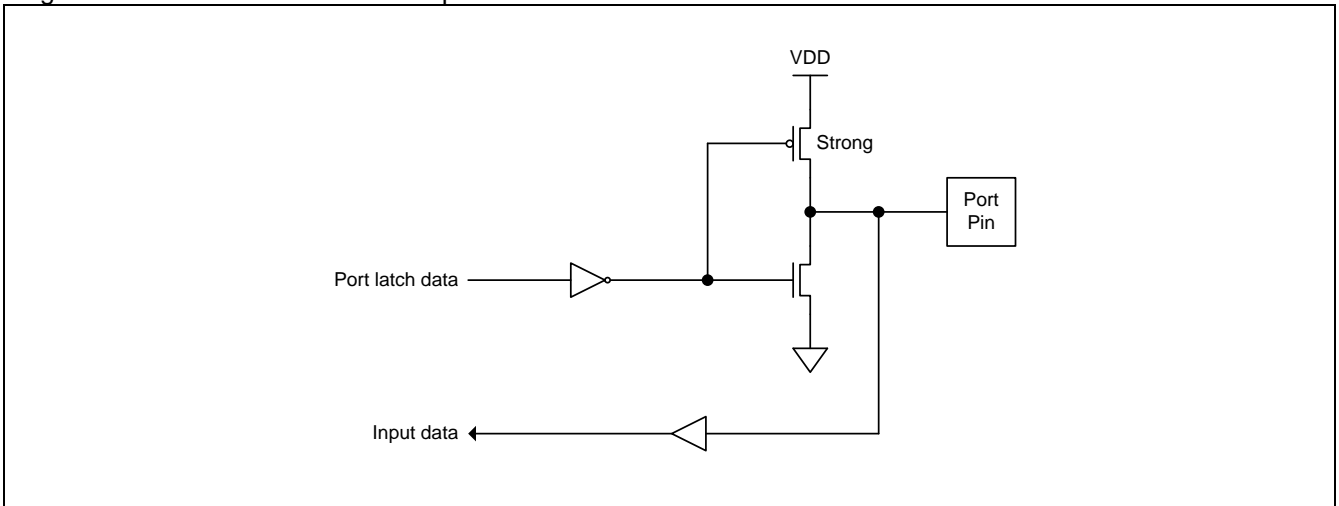 VDD
Strong
Port
Pin
Port latch data
Input data